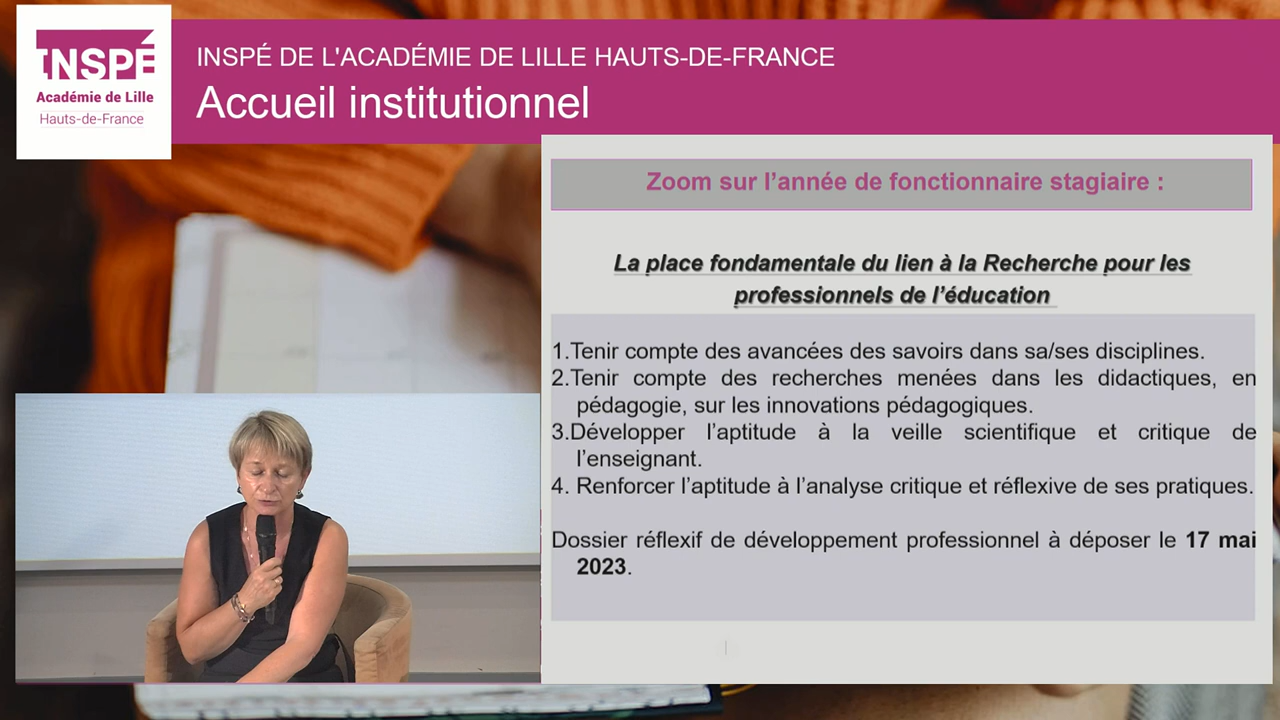 INSPÉ
Académie de Lille
Hauts-de-France
INSPÉ DE L'ACADÉMIE DE LILLE HAUTS-DE-FRANCE
Accueil institutionnel
Zoom sur l’année de fonctionnaire stagiaire :
La place fondamentale du lien à la Recherche pour les
professionnels de l’éducation
1.Tenir compte des avancées des savoirs dans sa/ses disciplines.
2.Tenir compte des recherches menées dans les didactiques, en
pédagogie, sur les innovations pédagogiques.
3.Développer l’aptitude à la veille scientifique et critique de
l’enseignant.
4. Renforcer l’aptitude à l’analyse critique et réflexive de ses pratiques.
Dossier réflexif de développement professionnel à déposer le 17 mai
2023.